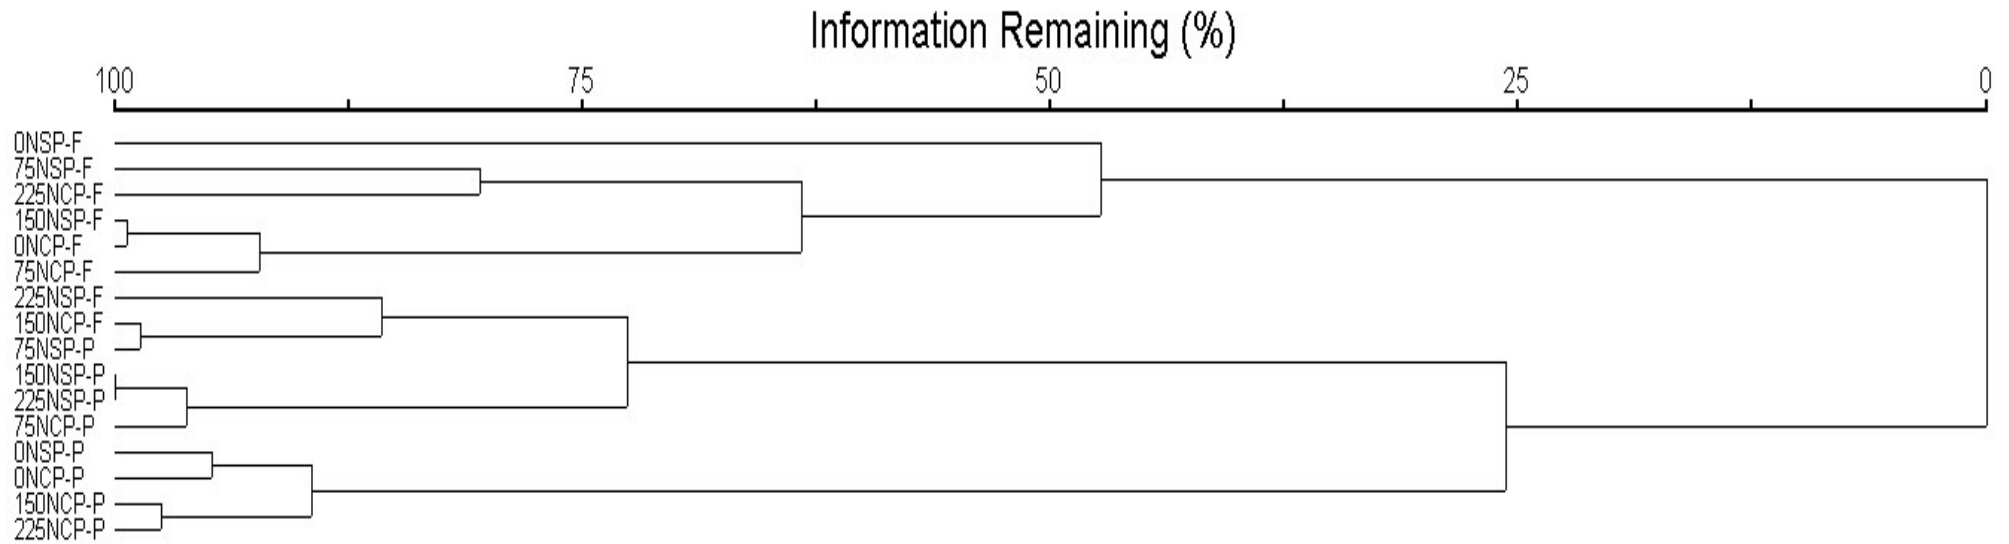 Information Remaining (%)
100 75 50 25 0
0NSP-F
75NSP-F
225NCP-F
150NSP-F
0NCP-F
75NCP-F
225NSP-F
150NCP-F
75NSP-P
150NSP-P
225NSP-P
75NCP-P
0NSP-P
0NCP-P
150NCP-P
225NCP-P